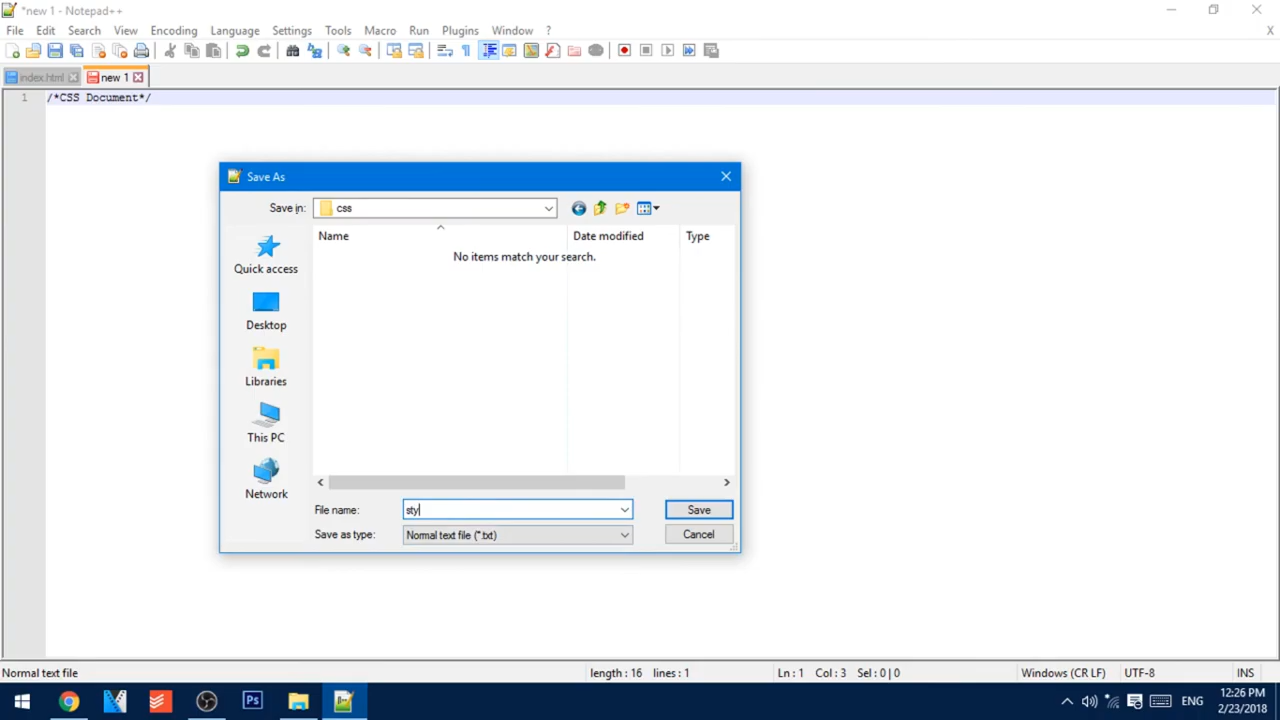 *new 1 - Notepad++
File Edit Search View Encoding Language Settings Tools Macro Run Plugins Window ? X
index.html new 1
1 /*CSS Document*/
Save As
Save in: css
Name Date modified Type
No items match your search.
Quick access
Desktop
Libraries
This PC
Network
File name: sty Save
Save as type: Normal text file (*.txt) Cancel
Normal text file length : 16 lines : 1 Ln : 1 Col : 3 Sel : 0 | 0 Windows (CR LF) UTF-8 INS
Ps ENG 12:26 PM
2/23/2018